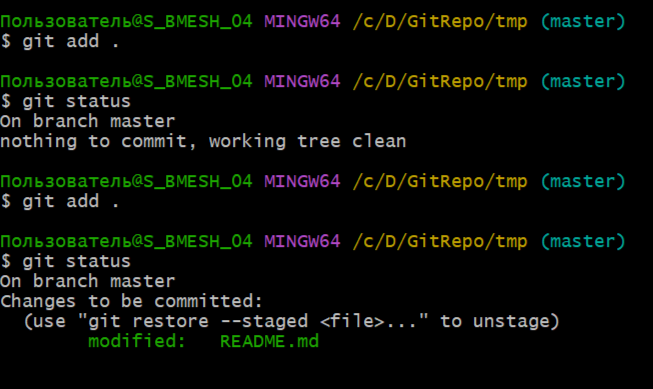 Пользователь@S_BMESH_04 MINGW64 /c/D/GitRepo/tmp (master)
$ git add .
Пользователь@S_BMESH_04 MINGW64 /c/D/GitRepo/tmp (master)
$ git status
On branch master
nothing to commit, working tree clean
Пользователь@S_BMESH_04 MINGW64 /c/D/GitRepo/tmp (master)
$ git add .
Пользователь@S_BMESH_04 MINGW64 /c/D/GitRepo/tmp (master)
$ git status
On branch master
Changes to be committed:
  (use "git restore --staged <file>..." to unstage)
        modified:   README.md